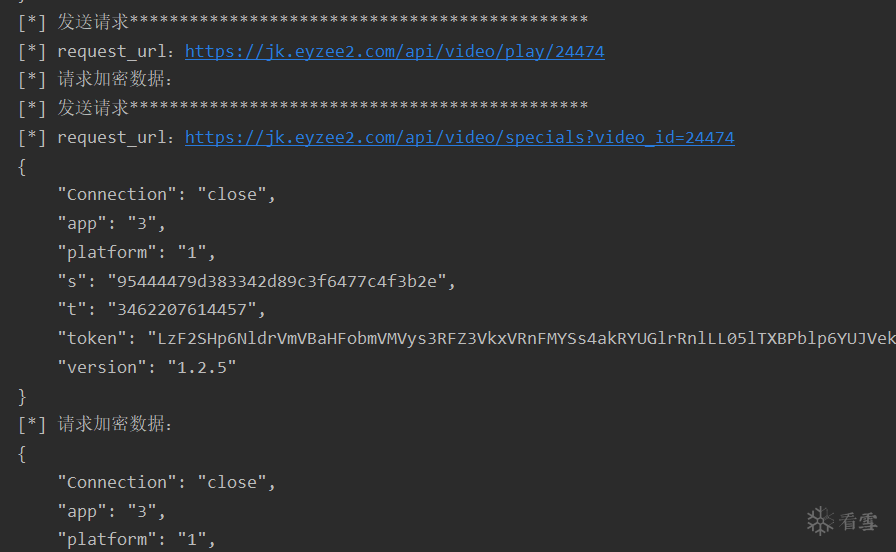 }
[*] 发送请求**********************************************
[*] request_url：https://jk.eyzee2.com/api/video/play/24474
[*] 请求加密数据：
[*] 发送请求**********************************************
[*] request_url：https://jk.eyzee2.com/api/video/specials?video_id=24474
{
    "Connection": "close",
    "app": "3",
    "platform": "1",
    "s": "95444479d383342d89c3f6477c4f3b2e",
    "t": "3462207614457",
    "token": "LzF2SHp6NldrVmVBaHFobmVMVys3RFZ3VkxVRnFMYSs4akRYUGlrRnlLL05lTXBPblp6YUJVek
    "version": "1.2.5"
}
[*] 请求加密数据：
{
    "Connection": "close",
    "app": "3",
    "platform": "1",
看雪